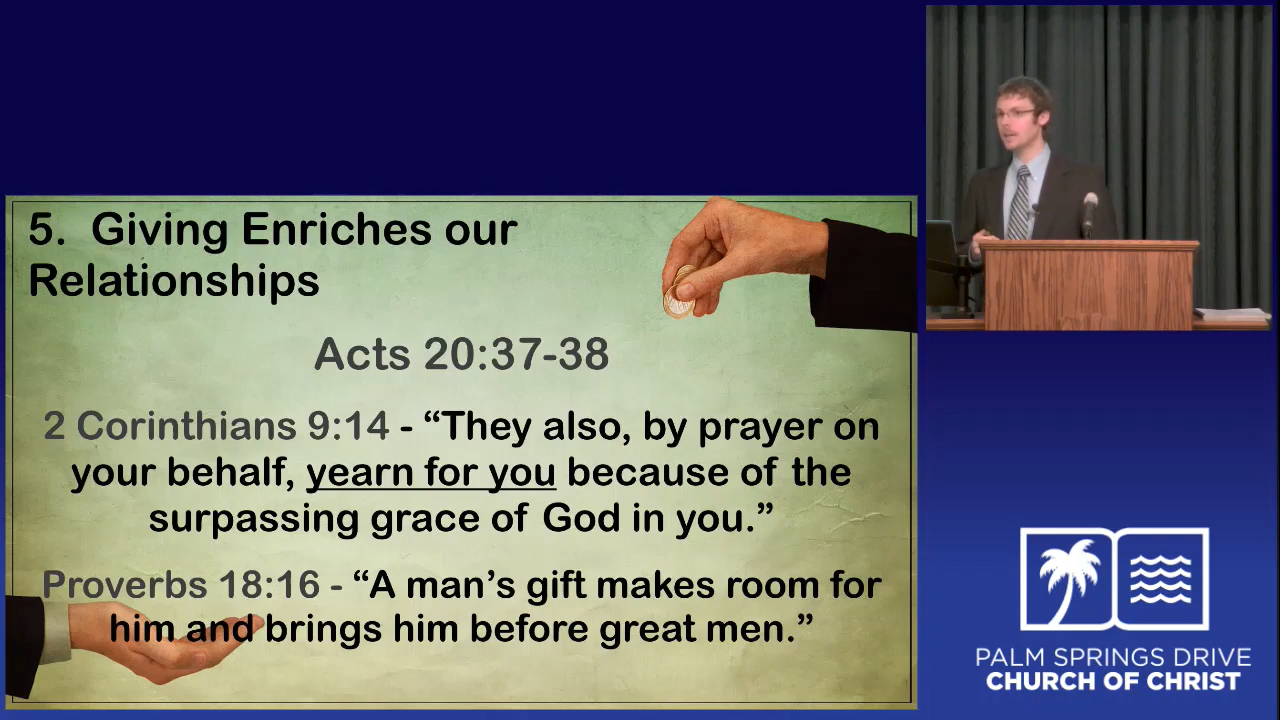 5. Giving Enriches our
Relationships
Acts 20:37-38
2 Corinthians 9:14 - “They also, by prayer on
your behalf, yearn for you because of the
surpassing grace of God in you.”
Proverbs 18:16 - “A man’s gift makes room for
him and brings him before great men.”
PALM SPRINGS DRIVE
CHURCH OF CHRIST